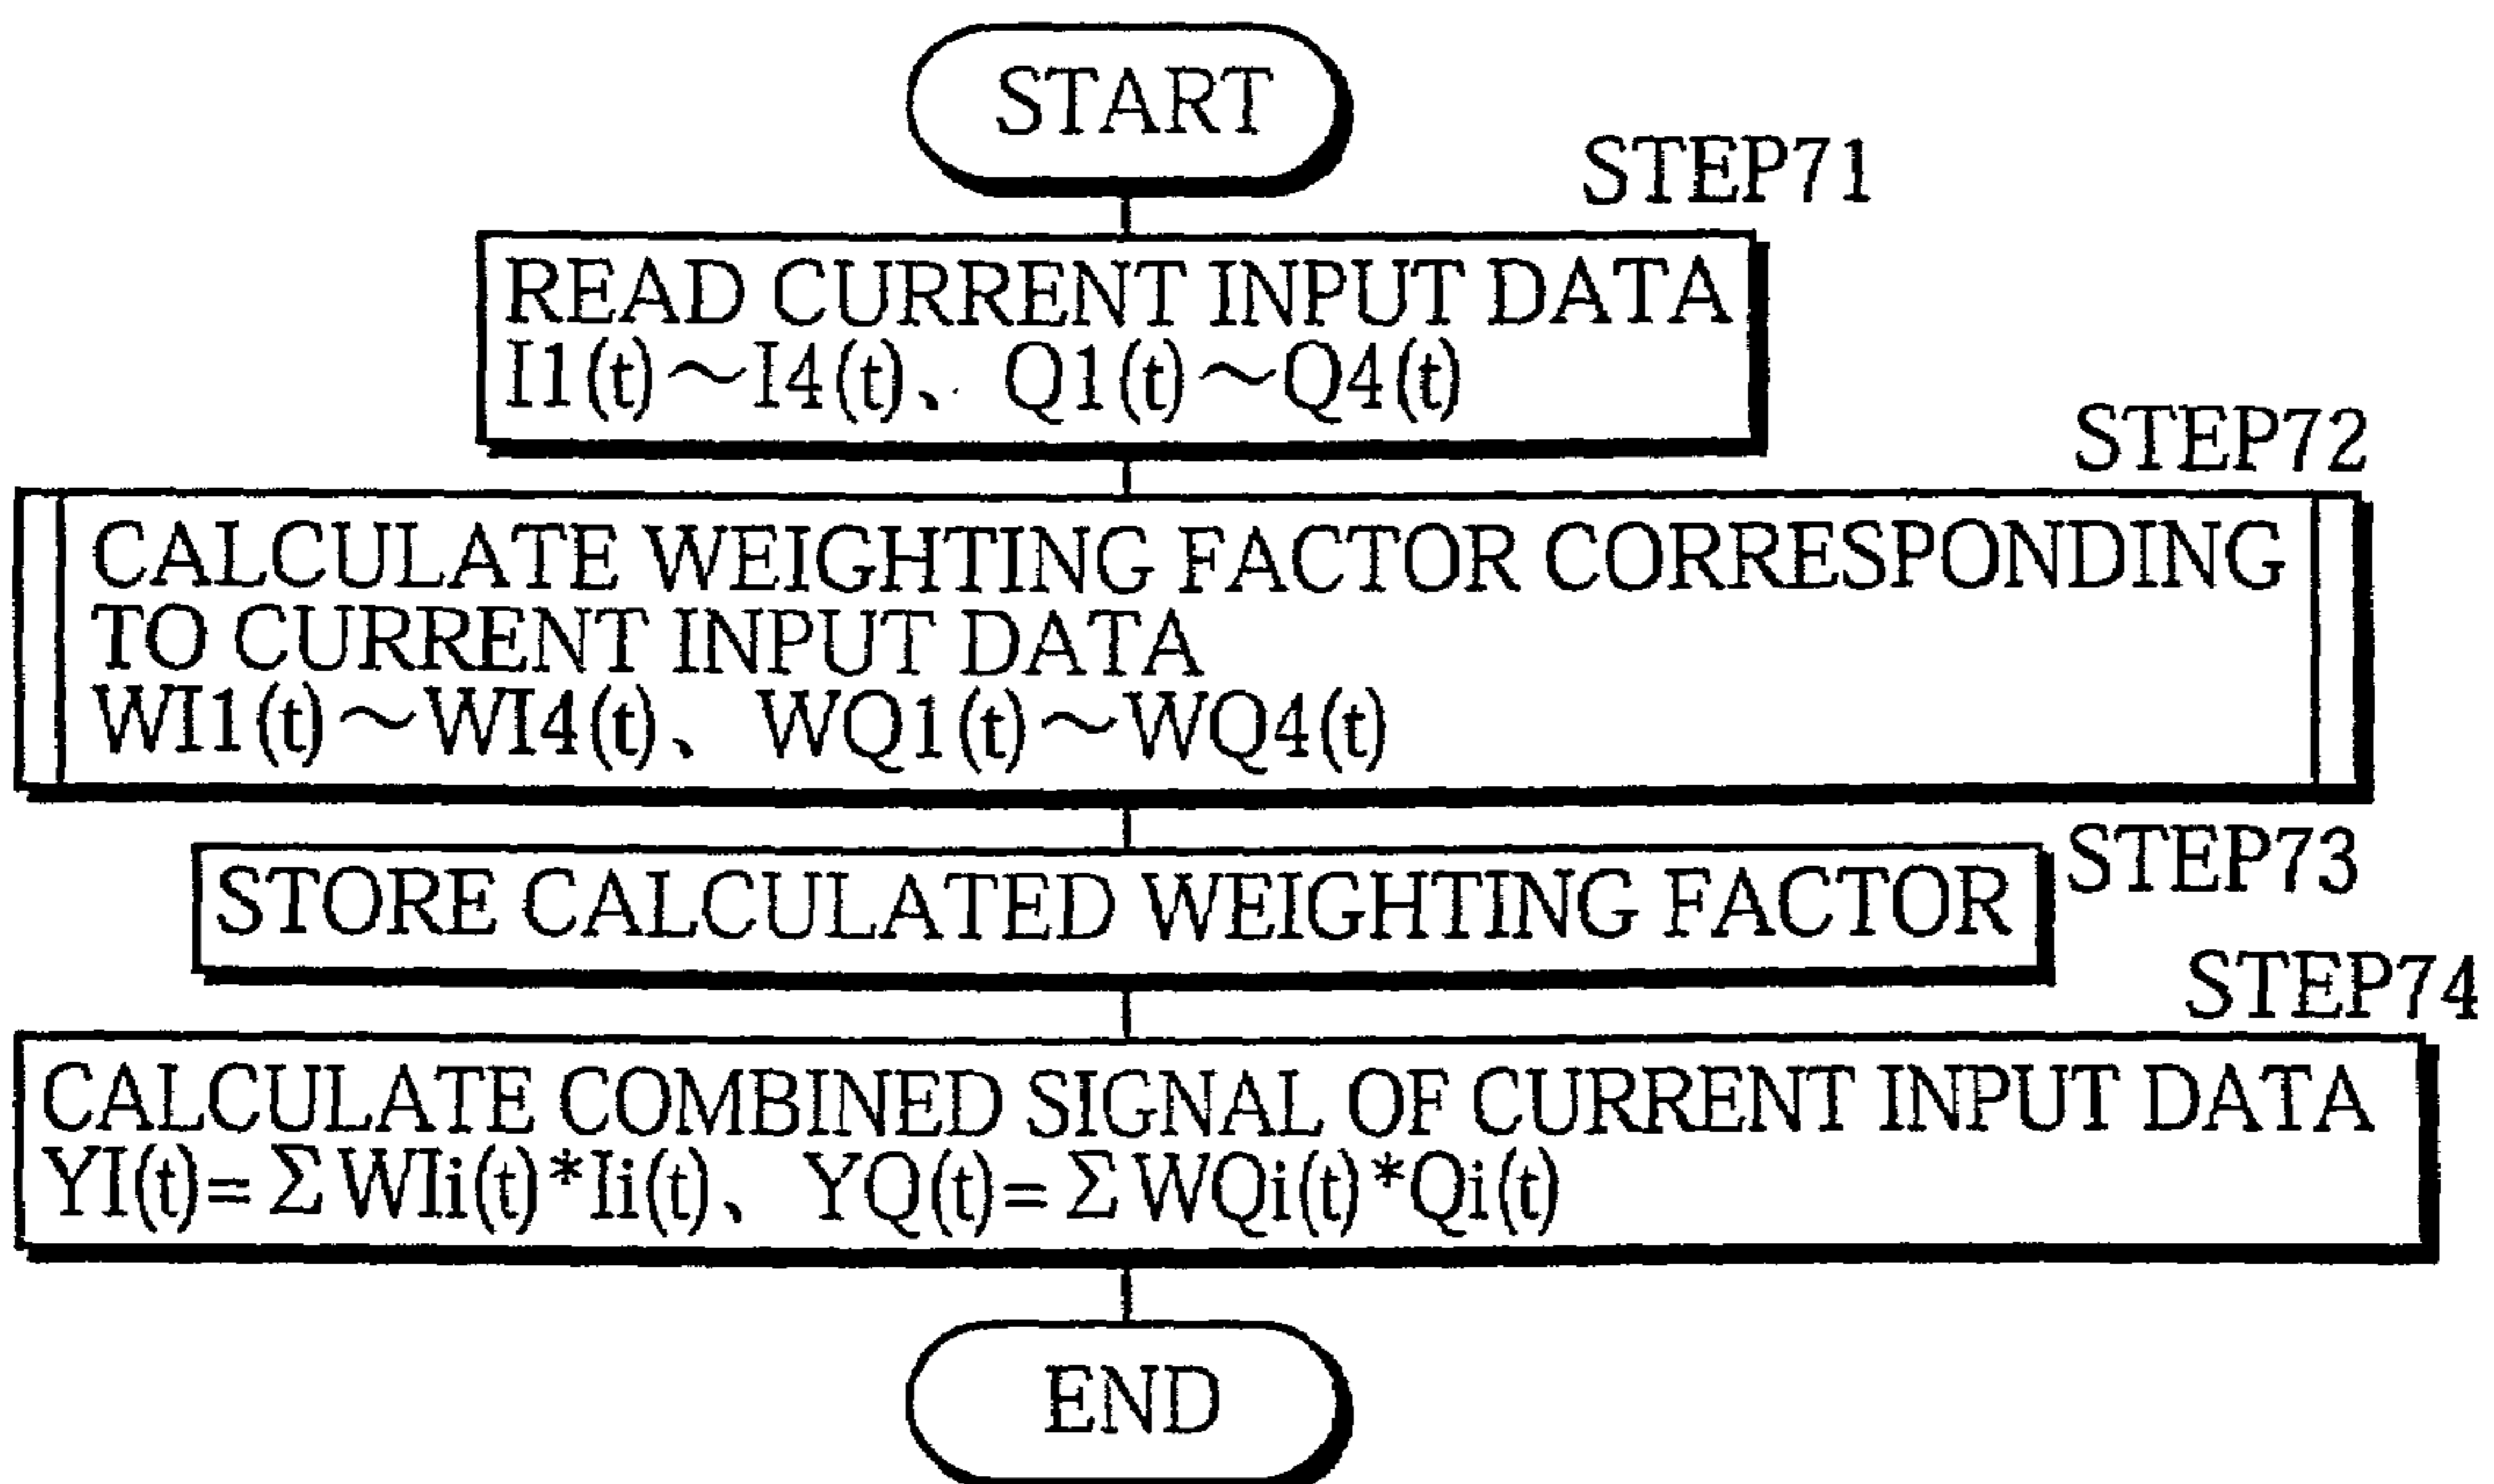 START
STEP71
READ CURRENT INPUT DATA
I1(t)～I4(t)、 Q1(t)～Q4(t)
STEP72
CALCULATE WEIGHTING FACTOR CORRESPONDING
TO CURRENT INPUT DATA
WI1(t)～WI4(t)、 WQ1(t)～WQ4(t)
STEP73
STORE CALCULATED WEIGHTING FACTOR
STEP74
CALCULATE COMBINED SIGNAL OF CURRENT INPUT DATA
YI(t)=ΣWIi(t)*Ii(t)、 YQ(t)=ΣWQi(t)*Qi(t)
END